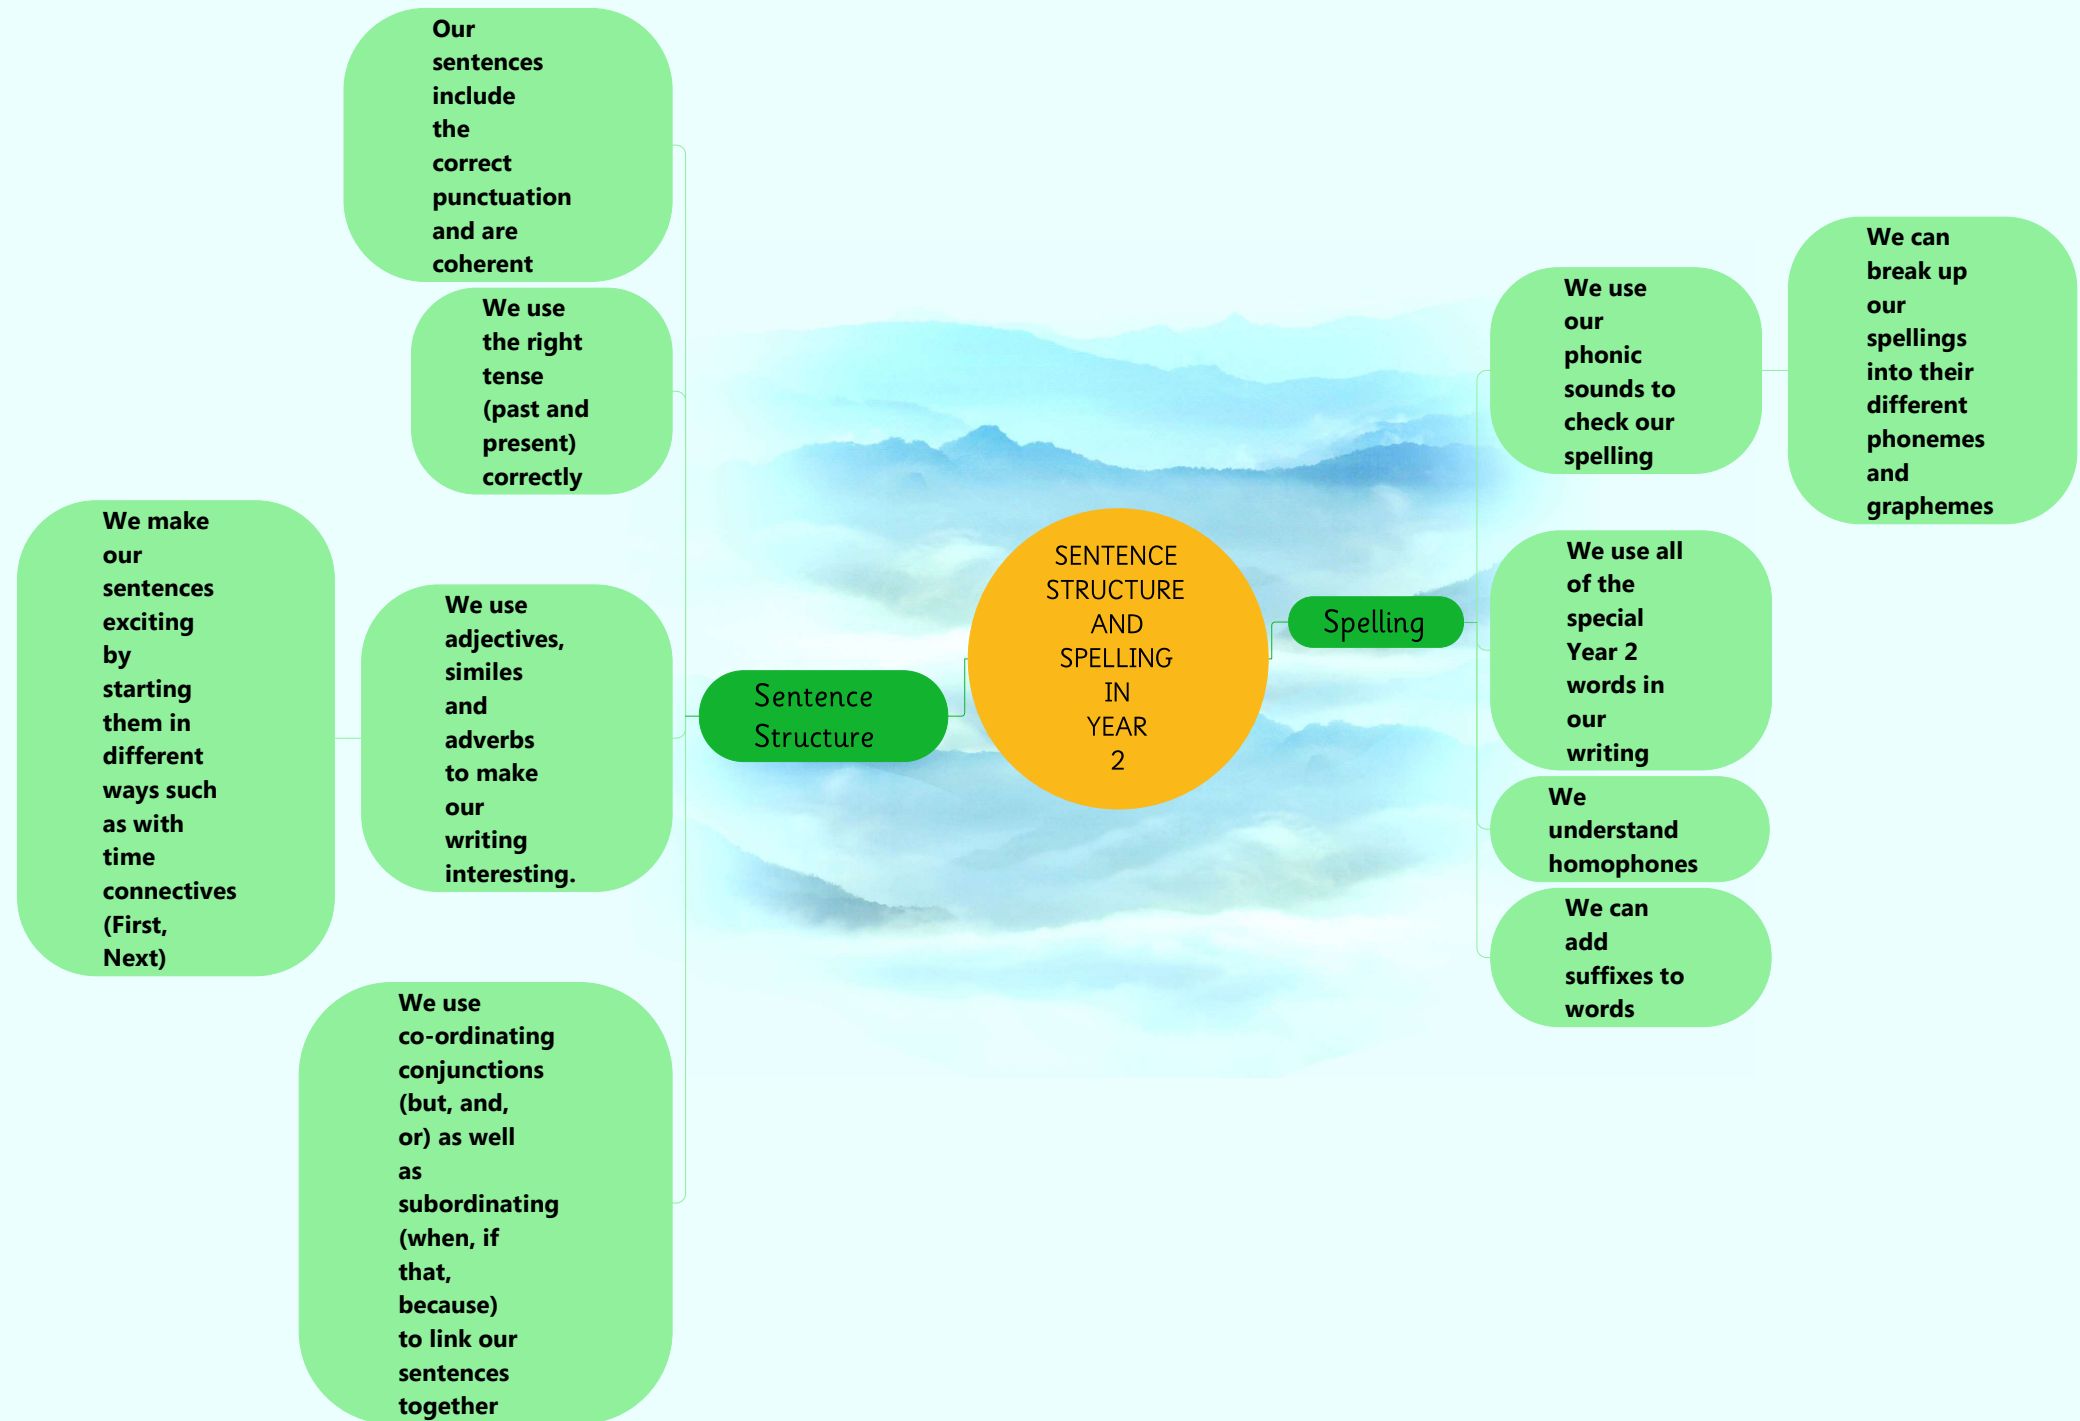 SENTENCE
STRUCTURE
AND
SPELLING
IN
YEAR
2
Sentence
Structure
Our
sentences
include
the
correct
punctuation
and are
coherent
We use
the right
tense
(past and
present)
correctly
We use
adjectives,
similes
and
adverbs
to make
our
writing
interesting.
We make
our
sentences
exciting
by
starting
them in
different
ways such
as with
time
connectives
(First,
Next)
We use
co-ordinating
conjunctions
(but, and,
or) as well
as
subordinating
(when, if
that,
because)
to link our
sentences
together
Spelling
We use
our
phonic
sounds to
check our
spelling
We can
break up
our
spellings
into their
different
phonemes
and
graphemes
We use all
of the
special
Year 2
words in
our
writing
We
understand
homophones
We can
add
suffixes to
words